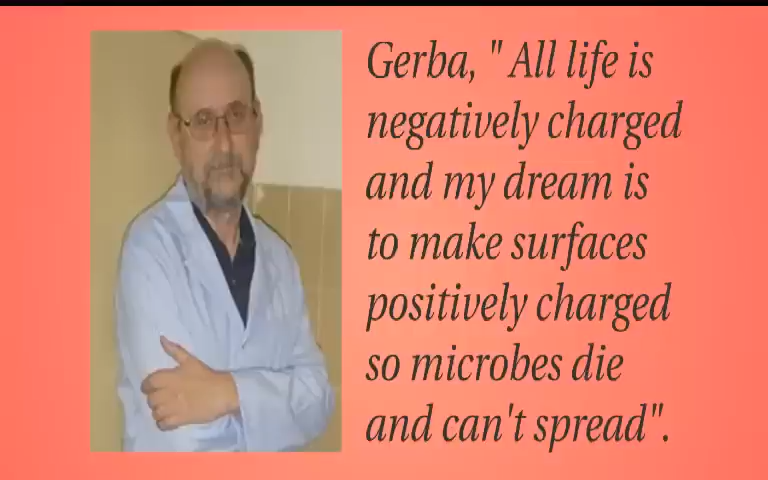 Gerba, " All life is
negatively charged
and my dream is
to make surfaces
positively charged
so microbes die
and can't spread".